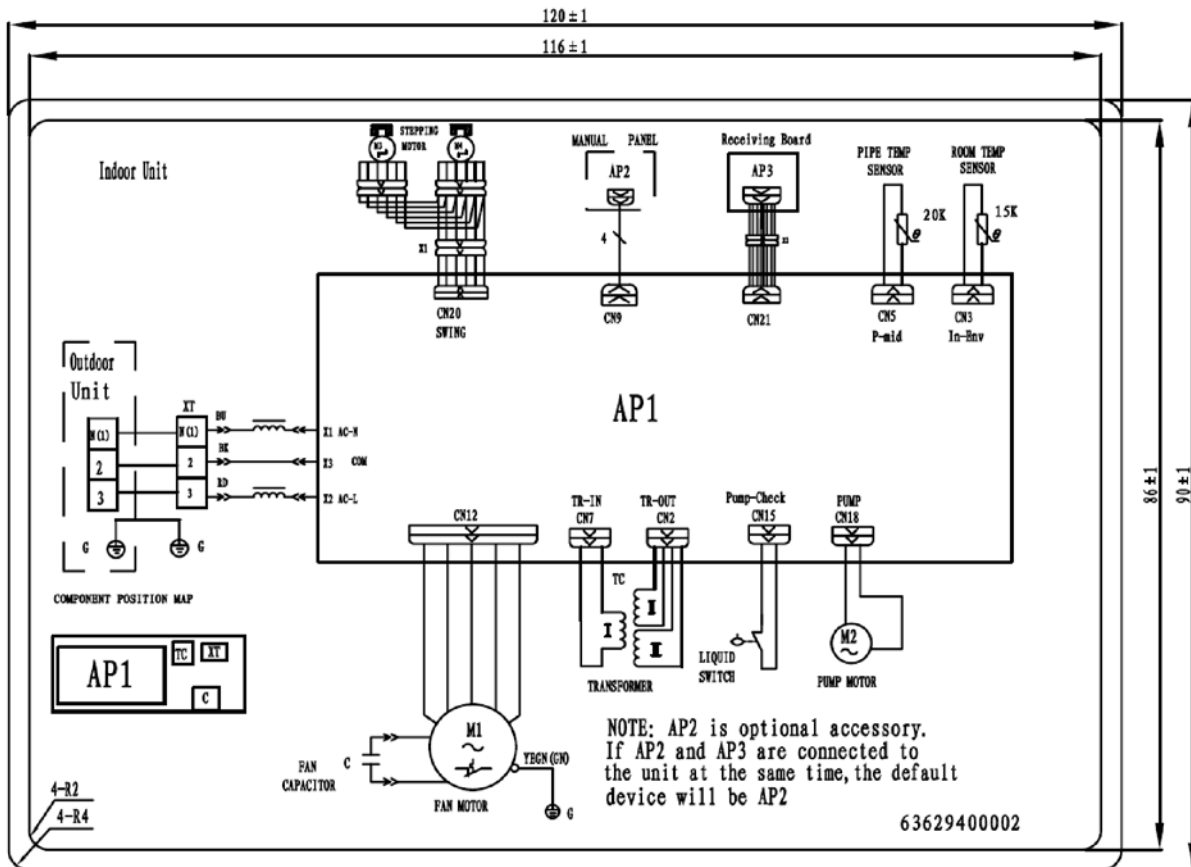 120±1
116±1
Indoor Unit
STEPPING
MOTOR
M3
M4
X1
CN20
SWING
MANUAL PANEL
AP2
4
CN9
Receiving Board
AP3
CN21
PIPE TEMP
SENSOR
20K
CN5
P-mid
ROOM TEMP
SENSOR
15K
CN3
In-Env
θ
θ
86±1
90±1
Outdoor
Unit
XT
N(1)
N(1)
BU
X1 AC-N
2
2
BK
X3 COM
3
3
RD
X2 AC-L
G
G
AP1
CN12
TR-IN
CN7
TR-OUT
CN2
Pump-Check
CN15
PUMP
CN18
TC
I
II
II
TRANSFORMER
LIQUID
SWITCH
M2
~
PUMP MOTOR
COMPONENT POSITION MAP
AP1
TC
XT
C
M1
~
YEGN(GN)
G
C
FAN
CAPACITOR
FAN MOTOR
NOTE: AP2 is optional accessory.
If AP2 and AP3 are connected to
the unit at the same time, the default
device will be AP2
63629400002
4-R2
4-R4